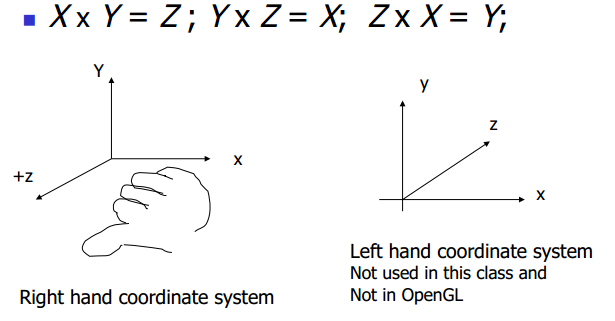 X x Y = Z ; Y x Z = X; Z x X = Y;
Y
x
+z
Right hand coordinate system
y
z
x
Left hand coordinate system
Not used in this class and
Not in OpenGL